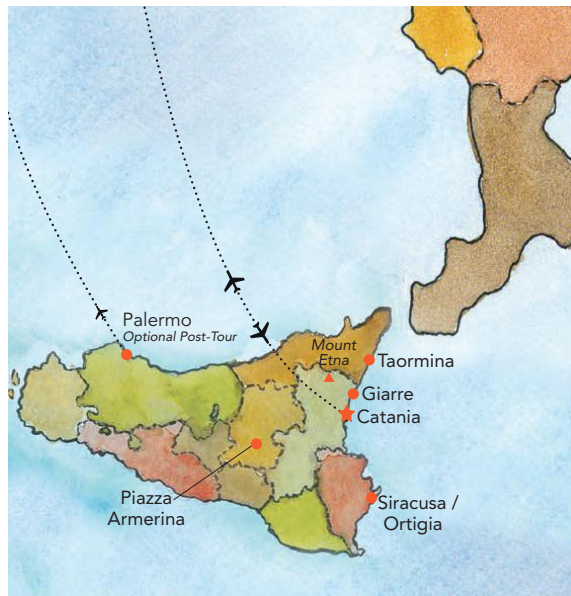 Palermo
Optional Post-Tour
Mount
Etna
Taormina
Giarre
Catania
Piazza
Armerina
Siracusa /
Ortigia